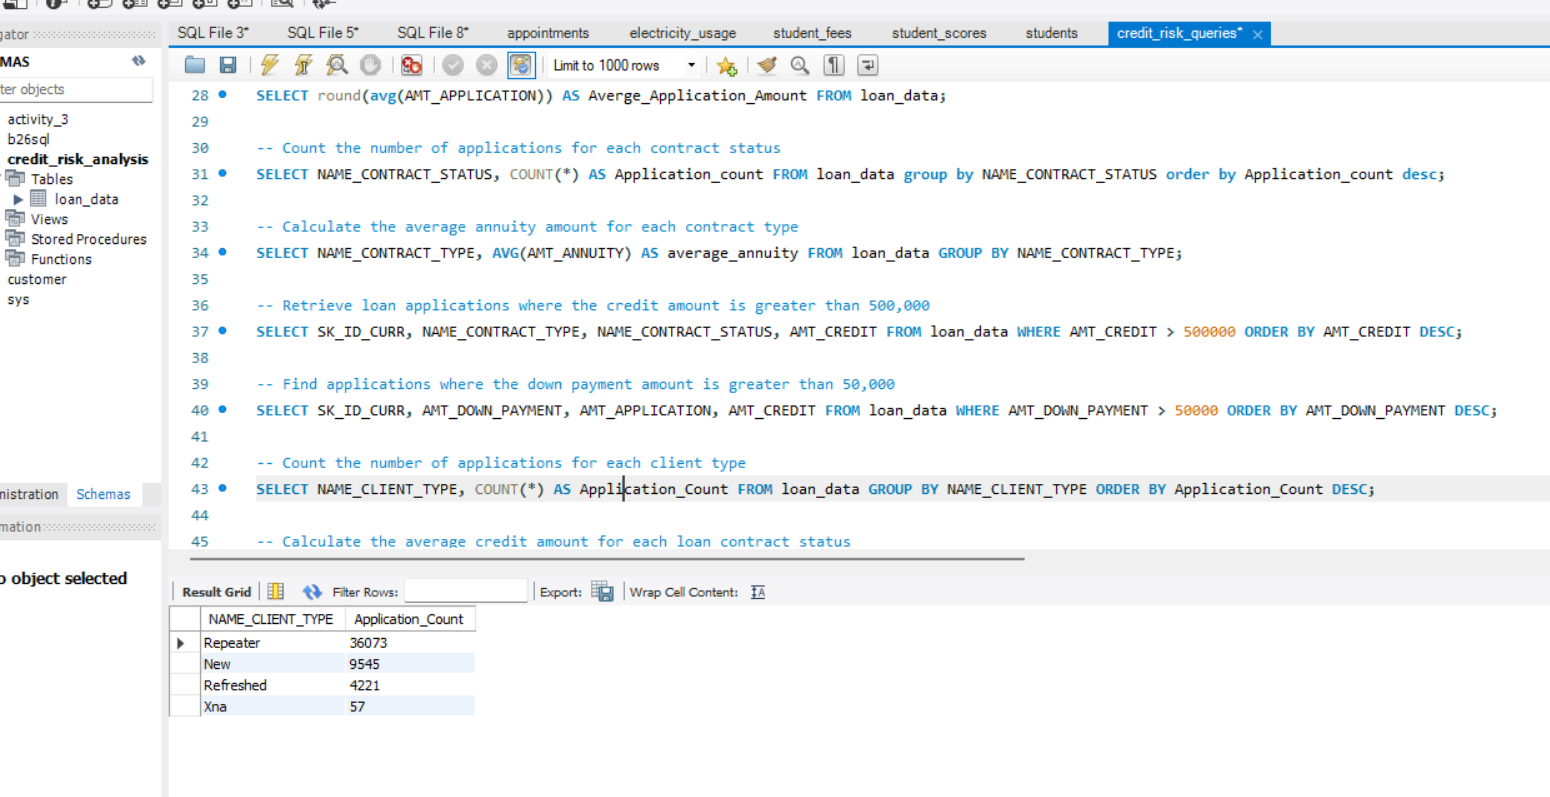 gator
SQL File 3*
SQL File 5*
SQL File 8*
appointments
electricity_usage
student_fees
student_scores
students
credit_risk_queries*
MAS
ter objects
activity_3
b26sql
credit_risk_analysis
Tables
loan_data
Views
Stored Procedures
Functions
customer
sys
nistration
Schemas
mation
o object selected
Limit to 1000 rows
28 SELECT round(avg(AMT_APPLICATION)) AS Averge_Application_Amount FROM loan_data;
29
30 -- Count the number of applications for each contract status
31 SELECT NAME_CONTRACT_STATUS, COUNT(*) AS Application_count FROM loan_data group by NAME_CONTRACT_STATUS order by Application_count desc;
32
33 -- Calculate the average annuity amount for each contract type
34 SELECT NAME_CONTRACT_TYPE, AVG(AMT_ANNUITY) AS average_annuity FROM loan_data GROUP BY NAME_CONTRACT_TYPE;
35
36 -- Retrieve loan applications where the credit amount is greater than 500,000
37 SELECT SK_ID_CURR, NAME_CONTRACT_TYPE, NAME_CONTRACT_STATUS, AMT_CREDIT FROM loan_data WHERE AMT_CREDIT > 500000 ORDER BY AMT_CREDIT DESC;
38
39 -- Find applications where the down payment amount is greater than 50,000
40 SELECT SK_ID_CURR, AMT_DOWN_PAYMENT, AMT_APPLICATION, AMT_CREDIT FROM loan_data WHERE AMT_DOWN_PAYMENT > 50000 ORDER BY AMT_DOWN_PAYMENT DESC;
41
42 -- Count the number of applications for each client type
43 SELECT NAME_CLIENT_TYPE, COUNT(*) AS Application_Count FROM loan_data GROUP BY NAME_CLIENT_TYPE ORDER BY Application_Count DESC;
44
45 -- Calculate the average credit amount for each loan contract status
Result Grid Filter Rows: Export: Wrap Cell Content:
NAME_CLIENT_TYPE Application_Count
Repeater 36073
New 9545
Refreshed 4221
Xna 57